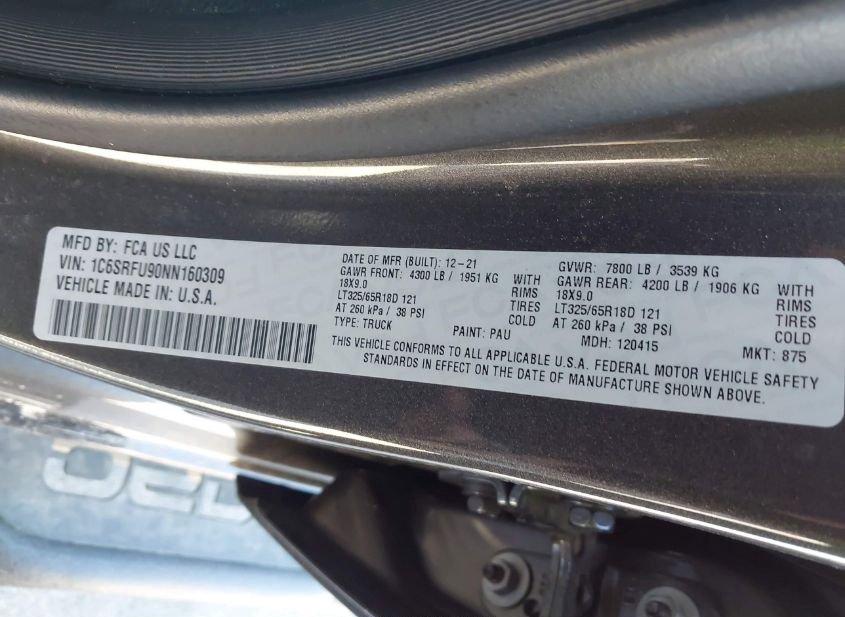 MFD BY: FCA US LLC
VIN: 1C6SRFU90NN160309
VEHICLE MADE IN: U.S.A.
DATE OF MFR (BUILT): 12-21
GAWR FRONT: 4300 LB / 1951 KG WITH
18X9.0 RIMS
LT325/65R18D 121 TIRES
AT 260 kPa / 38 PSI COLD
TYPE: TRUCK PAINT: PAU
GVWR: 7800 LB / 3539 KG
GAWR REAR: 4200 LB / 1906 KG WITH
18X9.0 RIMS
LT325/65R18D 121 TIRES
AT 260 kPa / 38 PSI COLD
MDH: 120415 MKT: 875
THIS VEHICLE CONFORMS TO ALL APPLICABLE U.S.A. FEDERAL MOTOR VEHICLE SAFETY
STANDARDS IN EFFECT ON THE DATE OF MANUFACTURE SHOWN ABOVE.